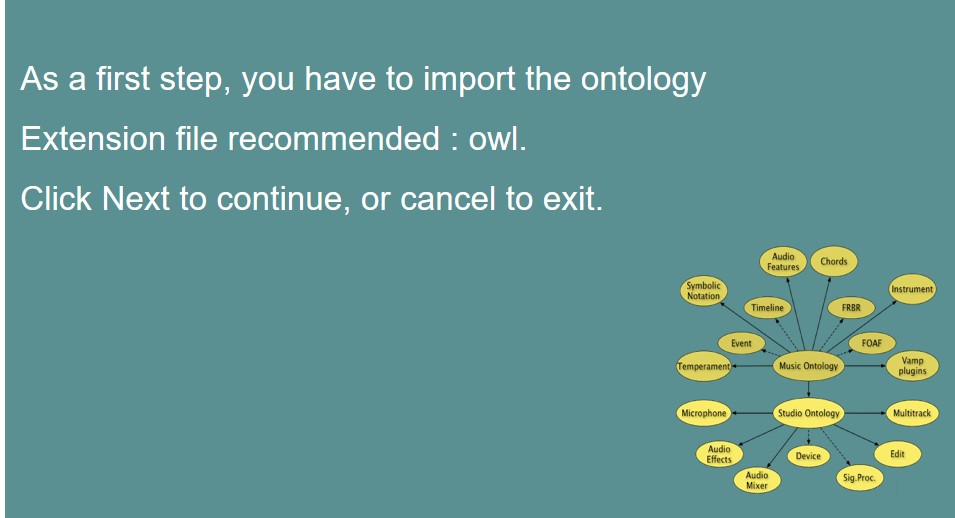 As a first step, you have to import the ontology
Extension file recommended : owl.
Click Next to continue, or cancel to exit.
Audio
Features
Chords
Symbolic
Notation
Instrument
Timeline
FRBR
Event
FOAF
Temperament
Music Ontology
Vamp
plugins
Microphone
Studio Ontology
Multitrack
Audio
Effects
Device
Edit
Audio
Mixer
Sig.Proc.